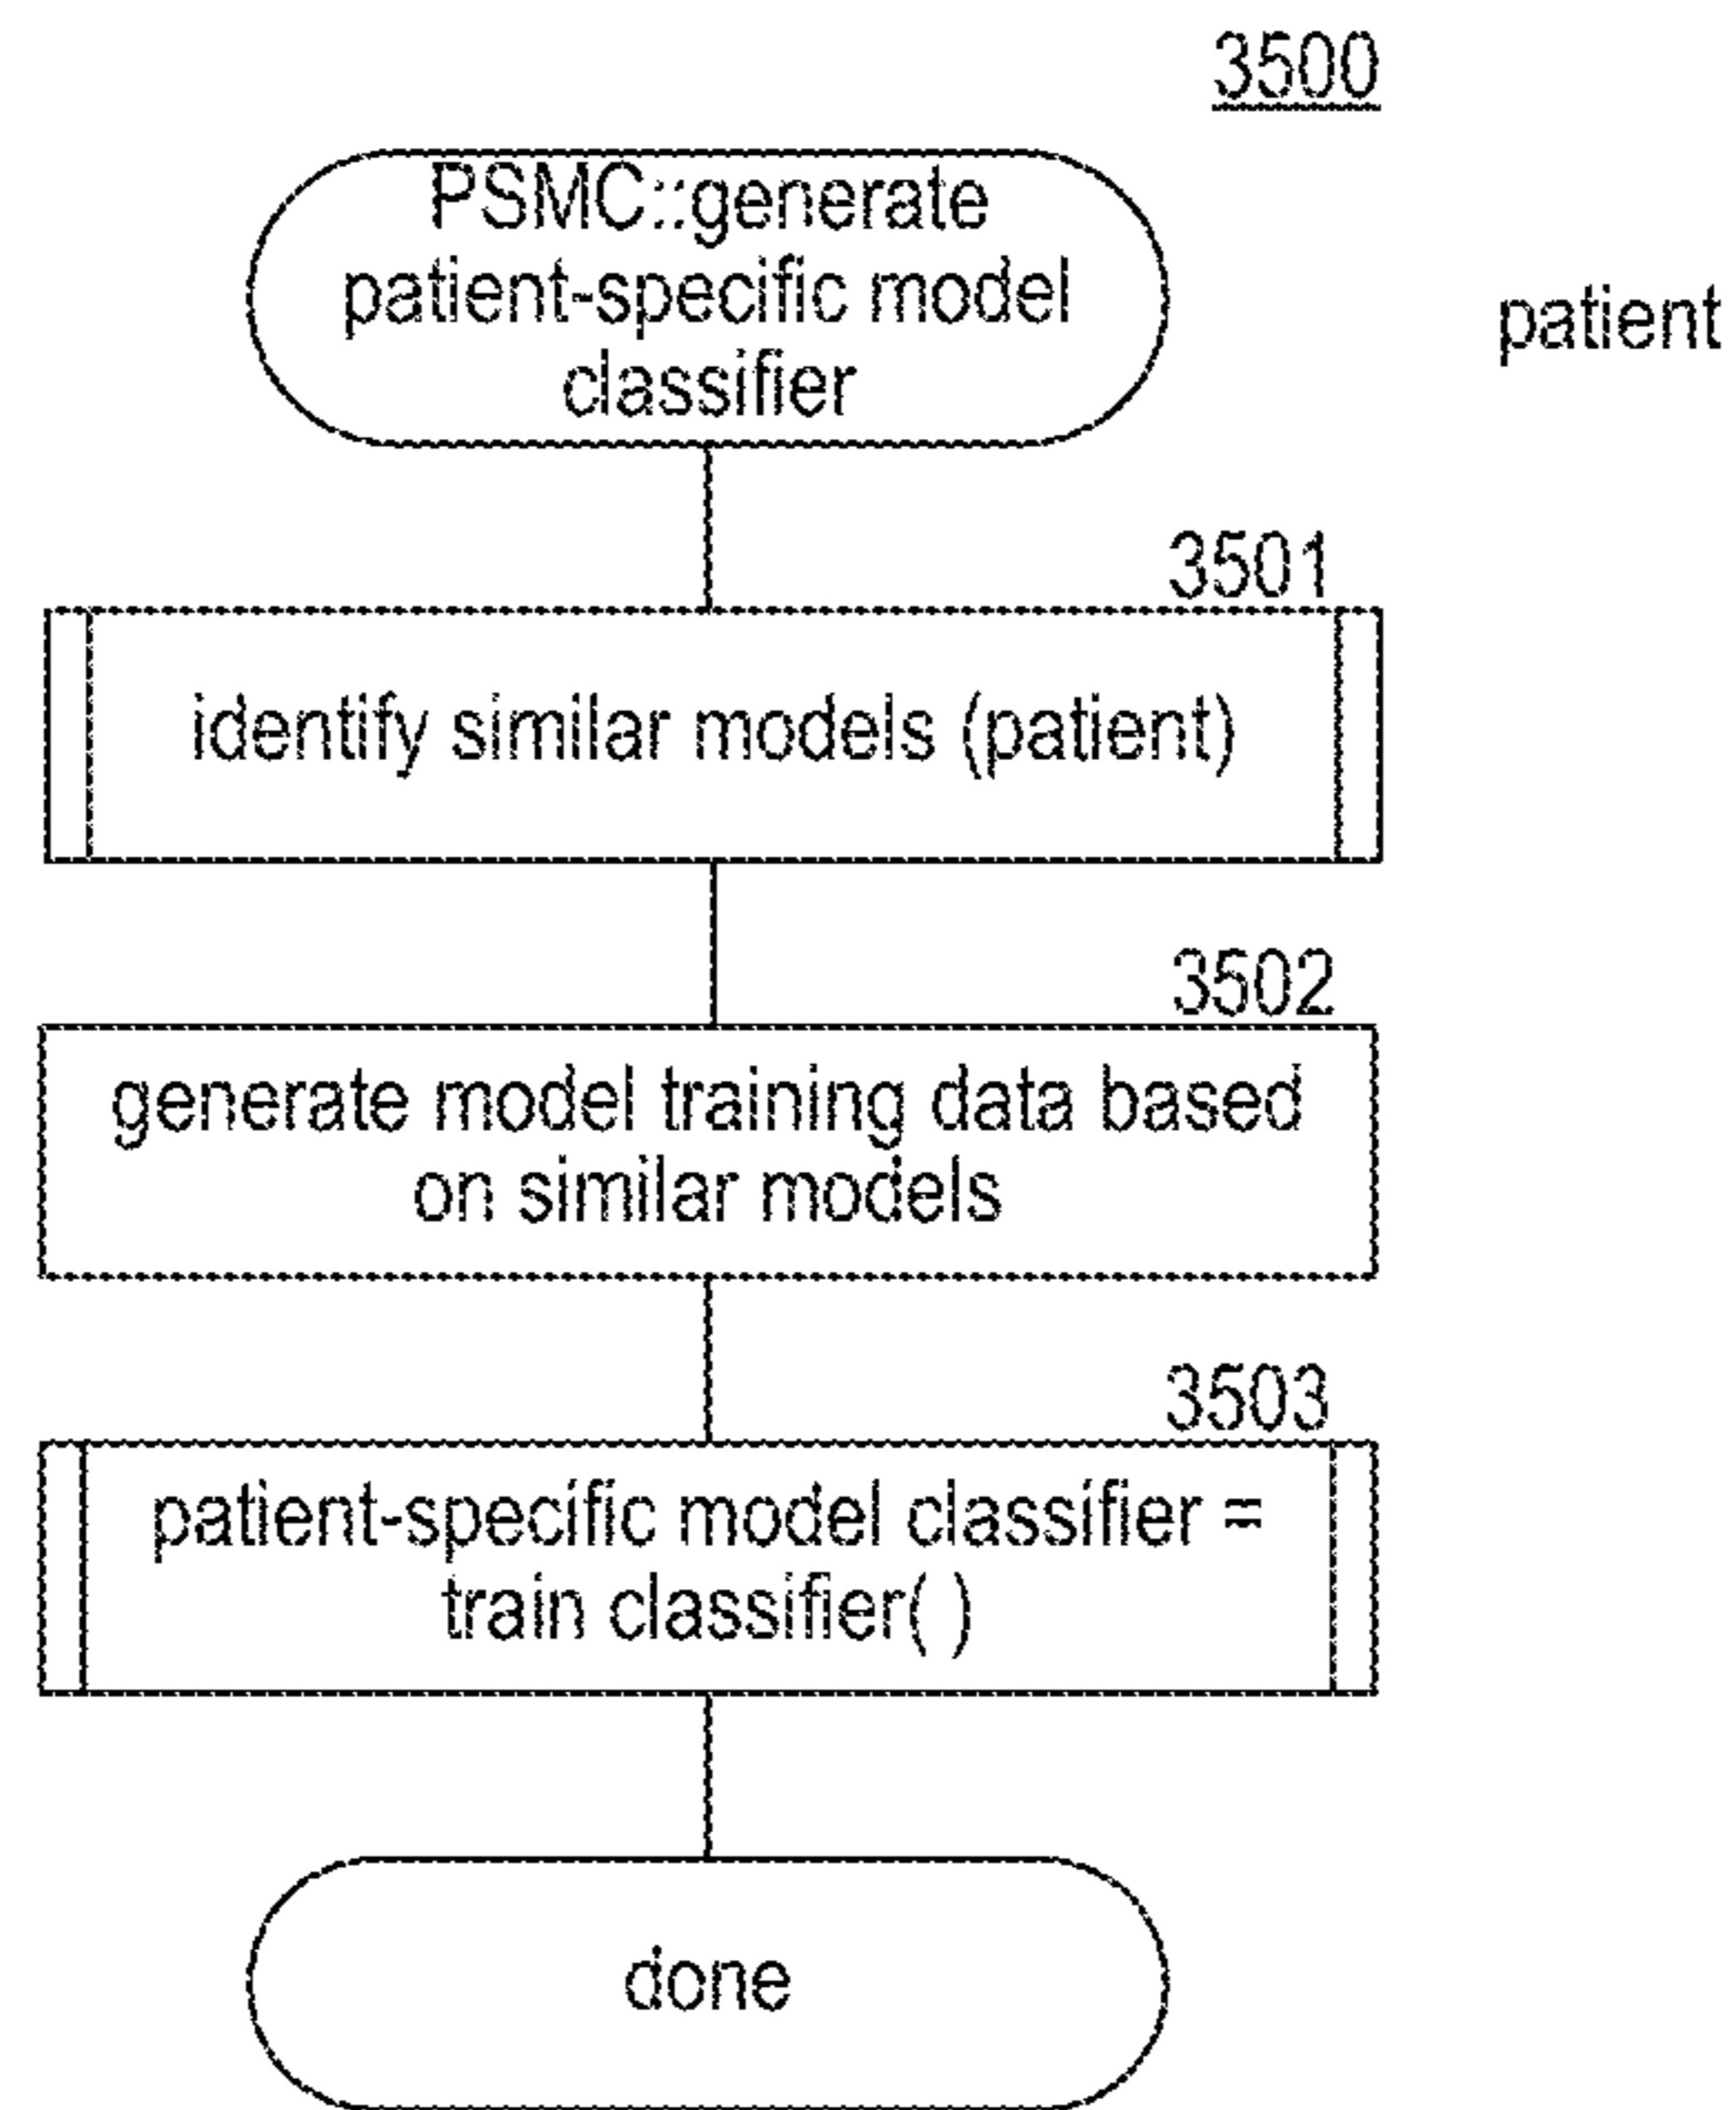 3500
PSMC::generate
patient-specific model
classifier
patient
3501
identify similar models (patient)
3502
generate model training data based
on similar models
3503
patient-specific model classifier =
train classifier( )
done